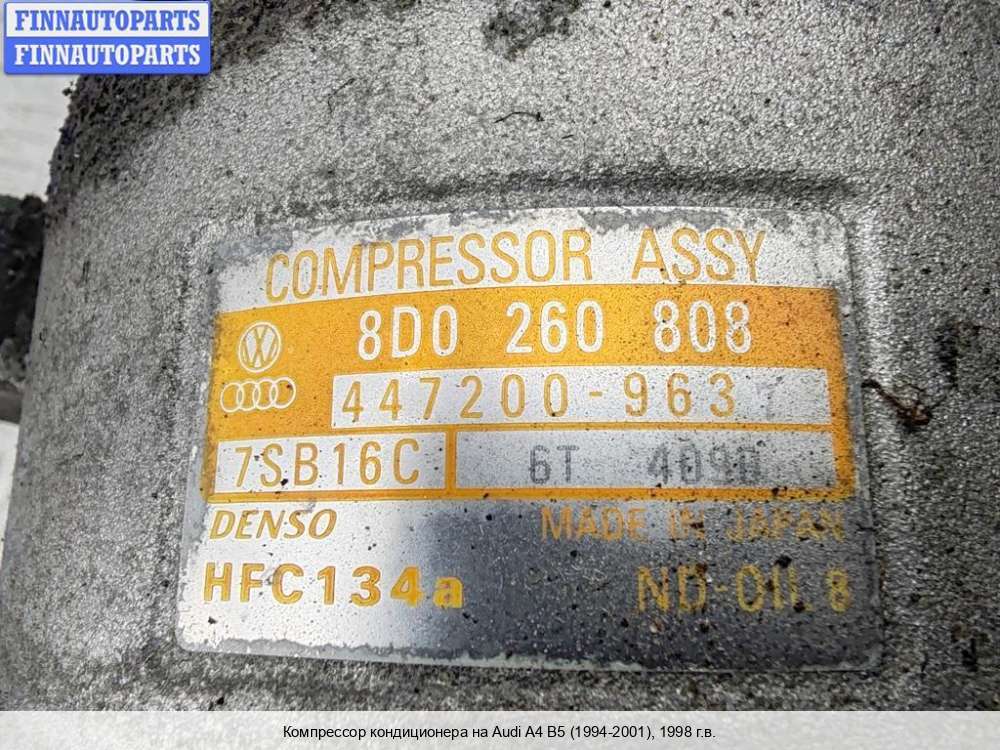 FINNAUTOPARTS
FINNAUTOPARTS
COMPRESSOR ASSY
8D0 260 808
447200-963
7SB16C 6T 4090
DENSO MADE IN JAPAN
HFC134a ND-OIL 8
Компрессор кондиционера на Audi A4 B5 (1994-2001), 1998 г.в.